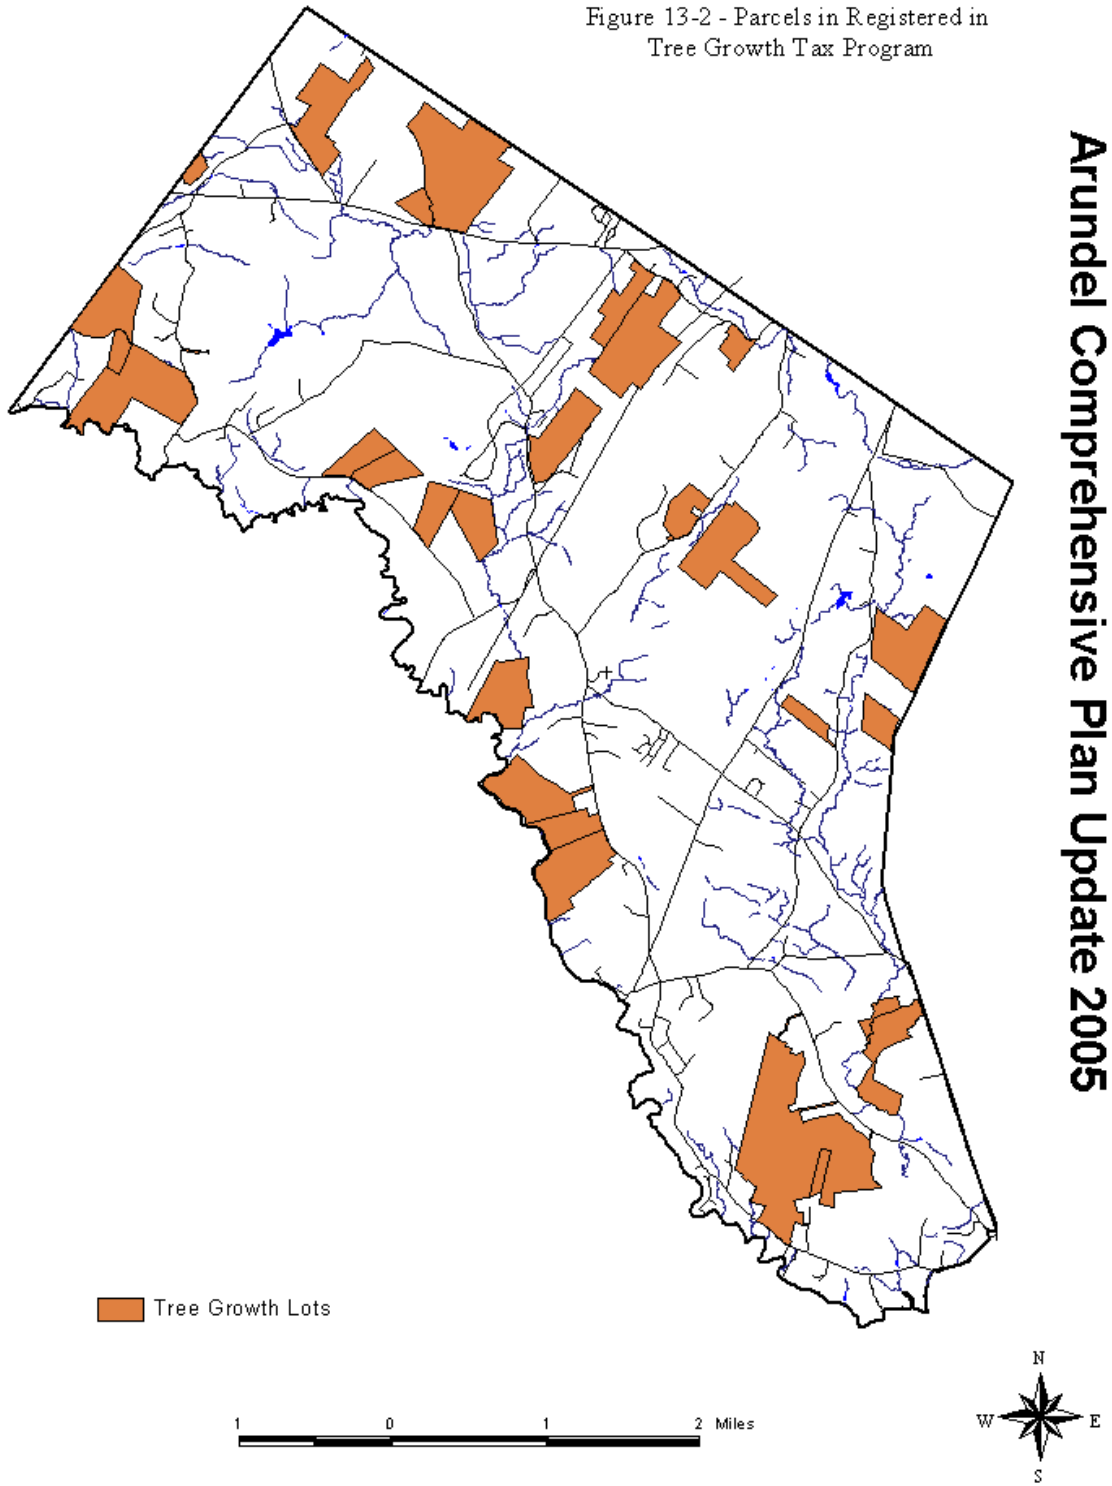 Figure 13-2 - Parcels in Registered in
Tree Growth Tax Program
Arundel Comprehensive Plan Update 2005
Tree Growth Lots
1 0 1 2 Miles
N
W E
S